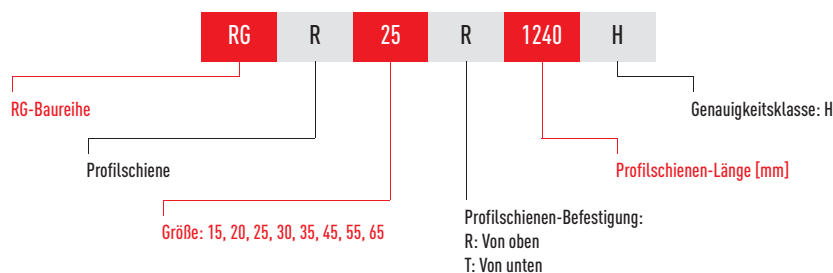 RG R 25 R 1240 H
RG-Baureihe
Genauigkeitsklasse: H
Profilschiene
Profilschienen-Länge [mm]
Größe: 15, 20, 25, 30, 35, 45, 55, 65
Profilschienen-Befestigung:
R: Von oben
T: Von unten